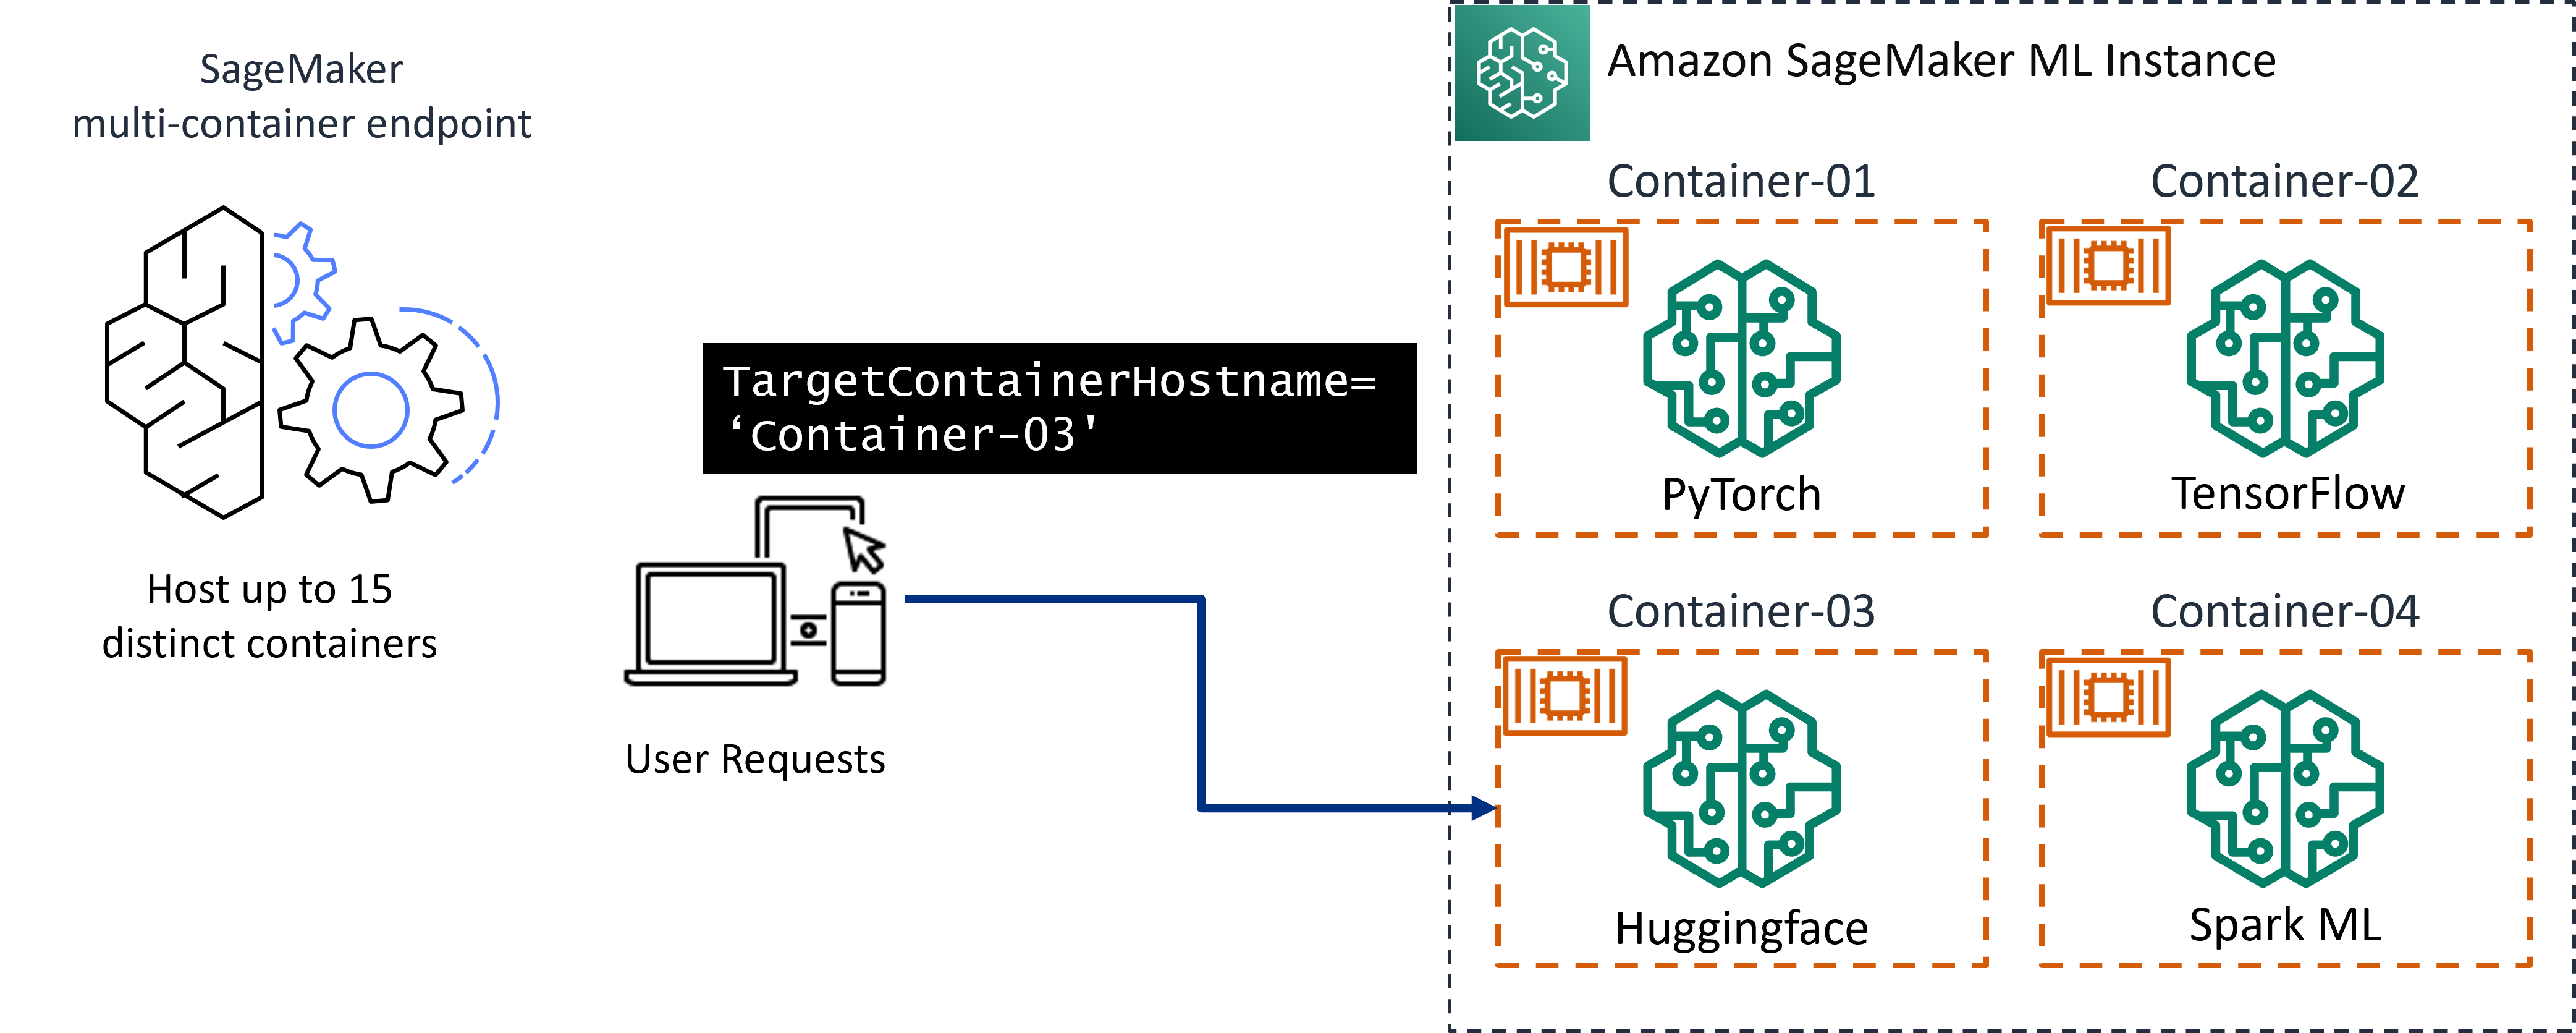 SageMaker
multi-container endpoint
Host up to 15
distinct containers
TargetContainerHostname=
‘Container-03'
User Requests
Amazon SageMaker ML Instance
Container-01
PyTorch
Container-02
TensorFlow
Container-03
Huggingface
Container-04
Spark ML